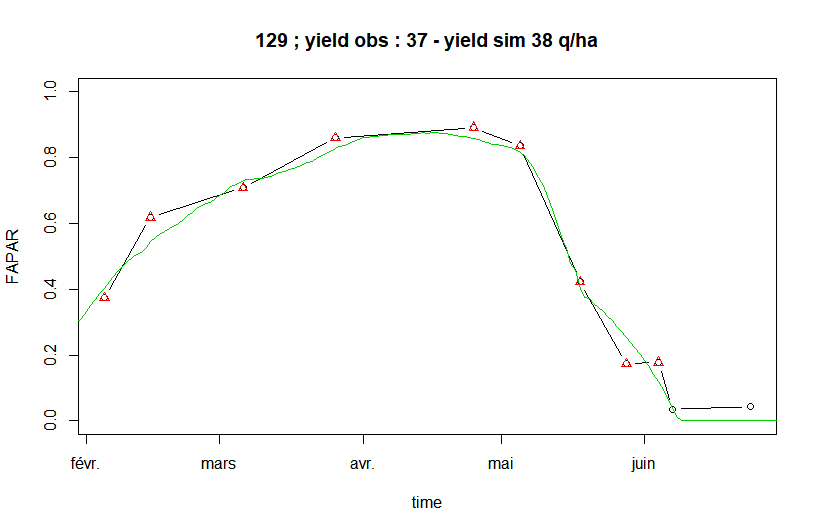 129 ; yield obs : 37 - yield sim 38 q/ha
1.0
0.8
0.6
0.4
0.2
0.0
FAPAR
févr. mars avr. mai juin
time